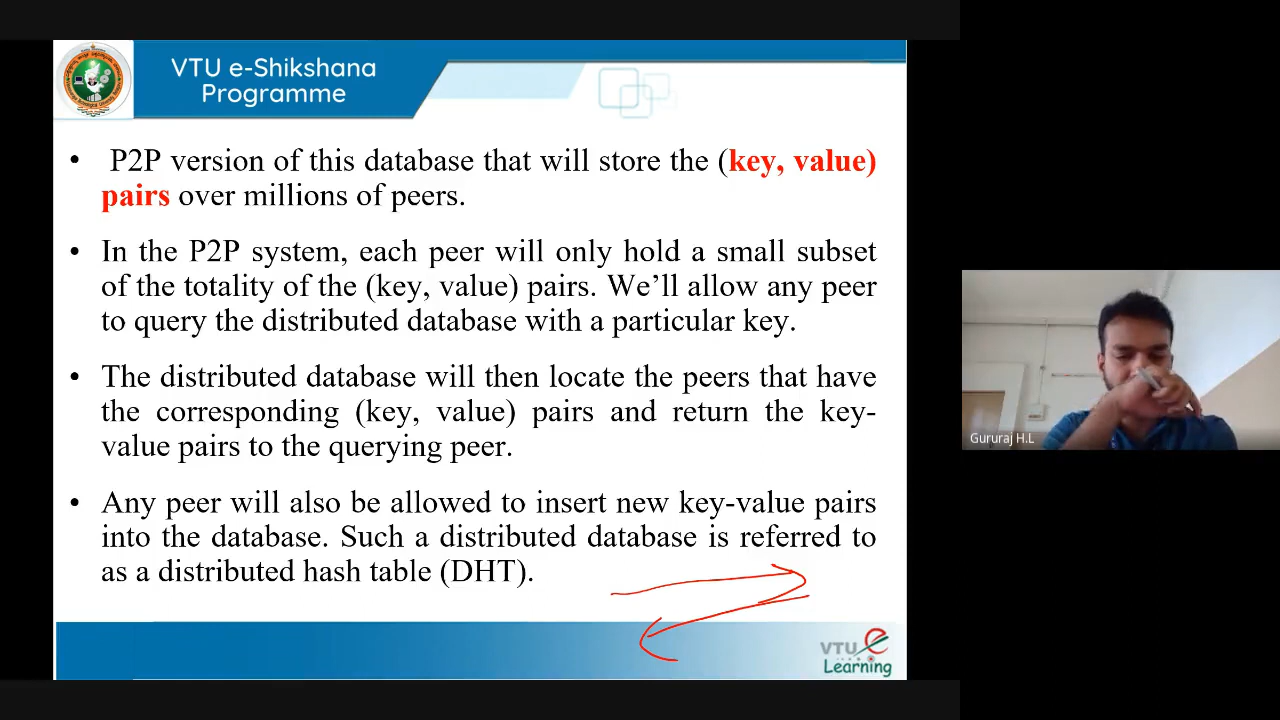 VTU e-Shikshana
Programme
• P2P version of this database that will store the (key, value)
pairs over millions of peers.
• In the P2P system, each peer will only hold a small subset
of the totality of the (key, value) pairs. We’ll allow any peer
to query the distributed database with a particular key.
• The distributed database will then locate the peers that have
the corresponding (key, value) pairs and return the key-
value pairs to the querying peer.
• Any peer will also be allowed to insert new key-value pairs
into the database. Such a distributed database is referred to
as a distributed hash table (DHT).
VTU e
Learning
Gururaj H.L